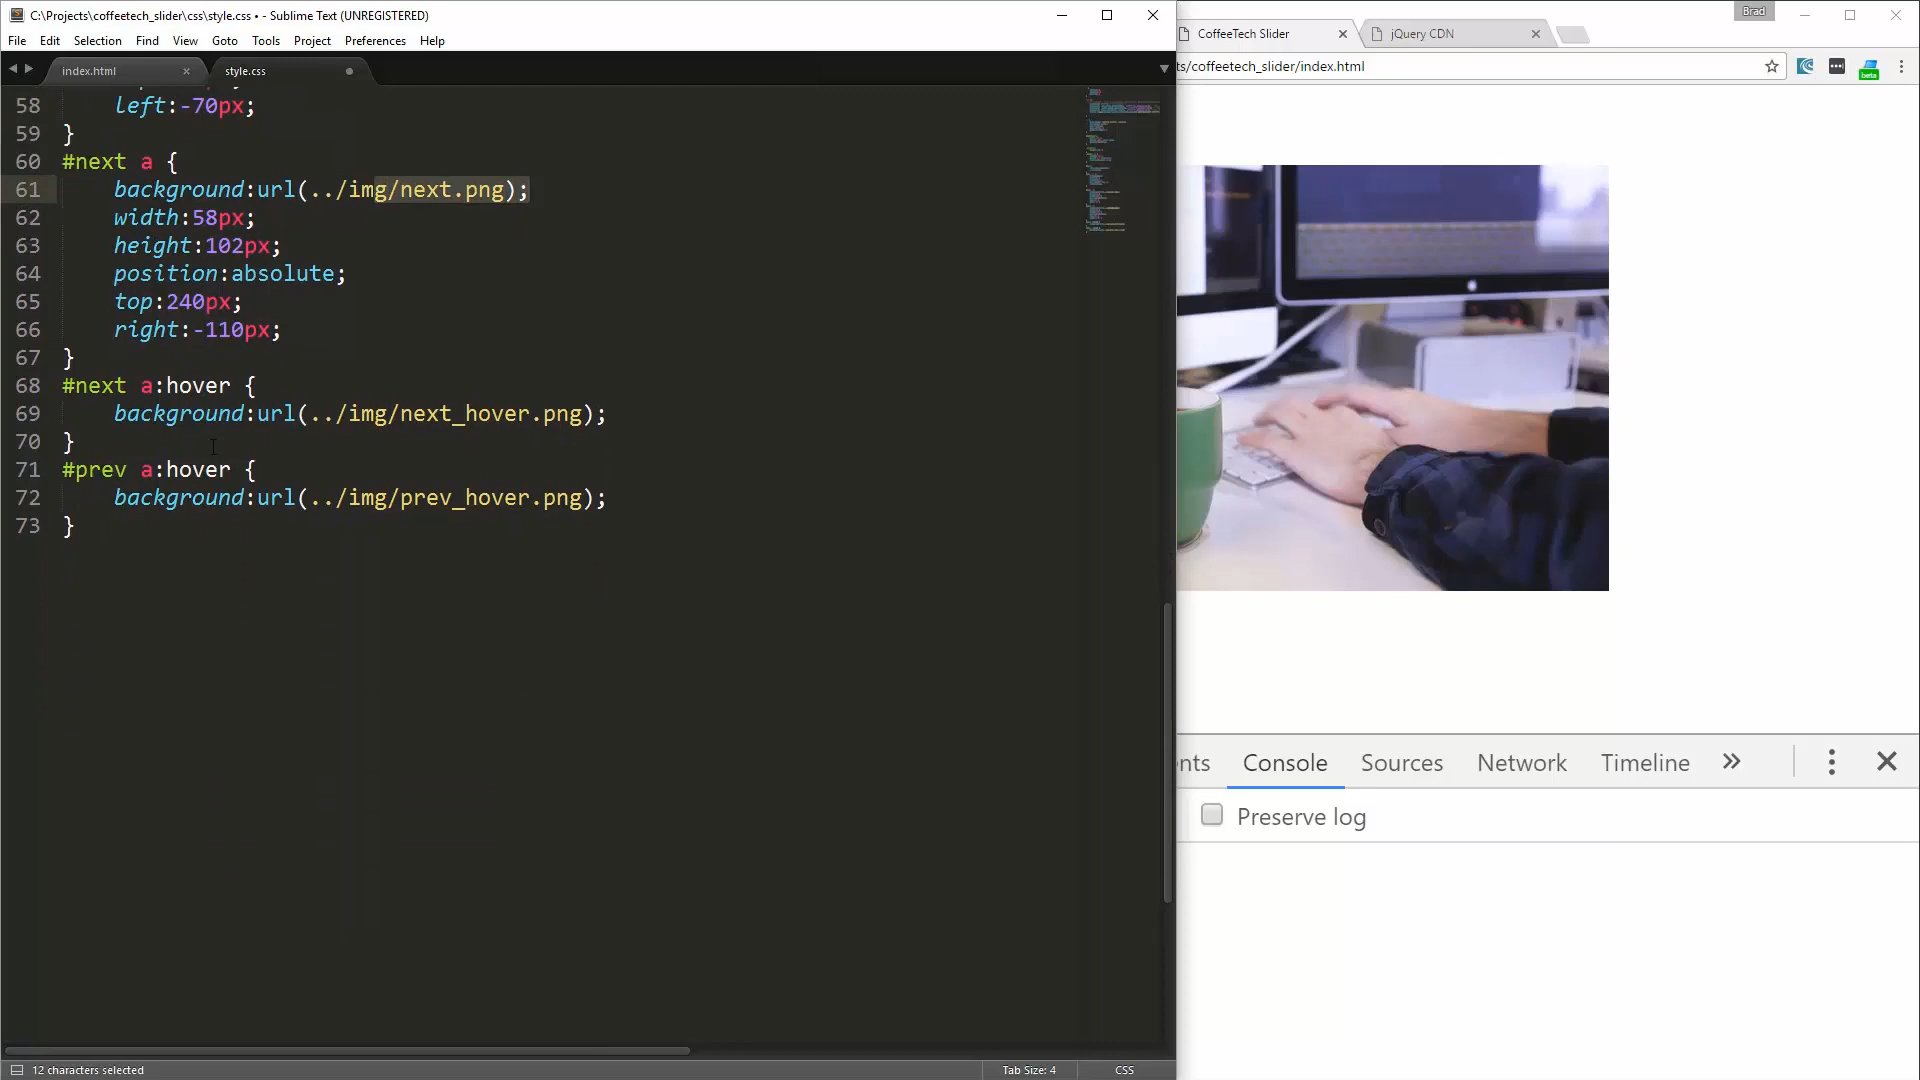 C:\Projects\coffeetech_slider\css\style.css • - Sublime Text (UNREGISTERED)
File Edit Selection Find View Goto Tools Project Preferences Help
index.html
style.css
58 left:-70px;
59 }
60 #next a {
61 background:url(../img/next.png);
62 width:58px;
63 height:102px;
64 position:absolute;
65 top:240px;
66 right:-110px;
67 }
68 #next a:hover {
69 background:url(../img/next_hover.png);
70 }
71 #prev a:hover {
72 background:url(../img/prev_hover.png);
73 }
12 characters selected
Tab Size: 4
CSS
Brad
CoffeeTech Slider
jQuery CDN
ts/coffeetech_slider/index.html
beta
nts Console Sources Network Timeline
Preserve log